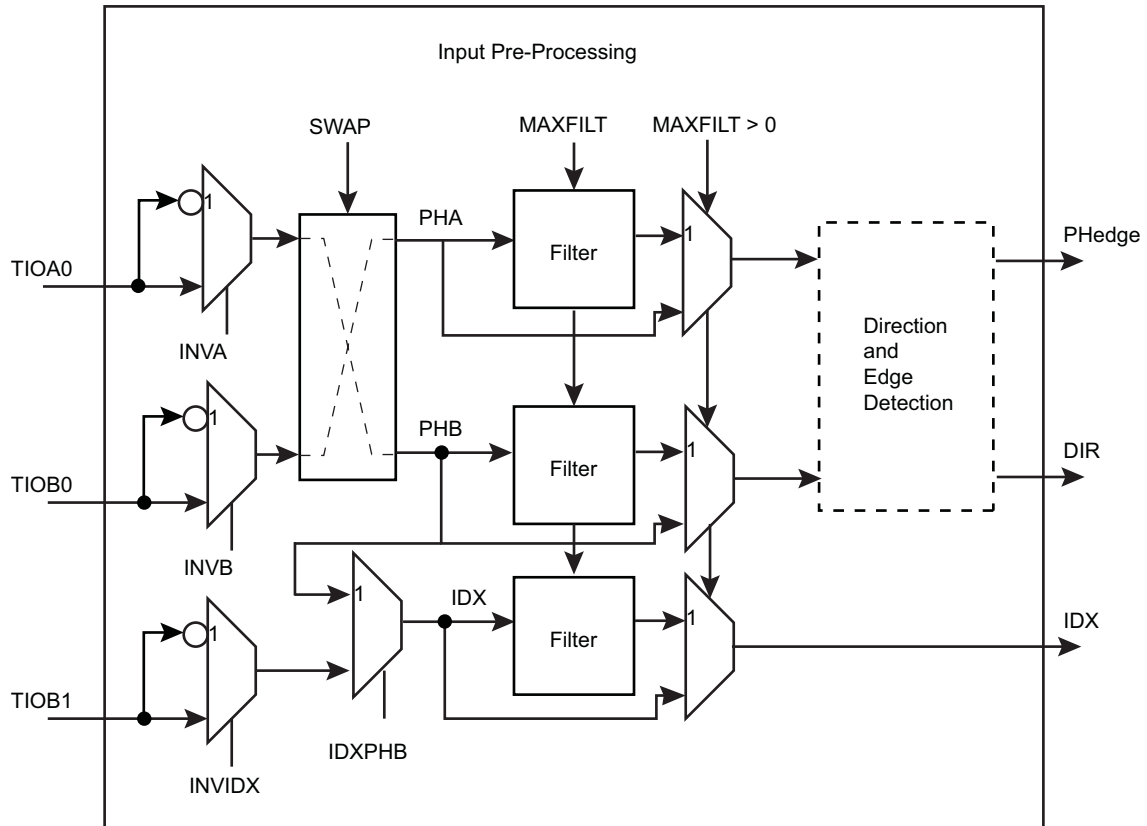 Input Pre-Processing
SWAP
MAXFILT
MAXFILT > 0
1
PHA
Filter
1
PHedge
TIOA0
INVA
Direction
and
Edge
Detection
1
PHB
Filter
1
DIR
TIOB0
INVB
1
IDX
Filter
1
IDX
1
TIOB1
IDXPHB
INVIDX